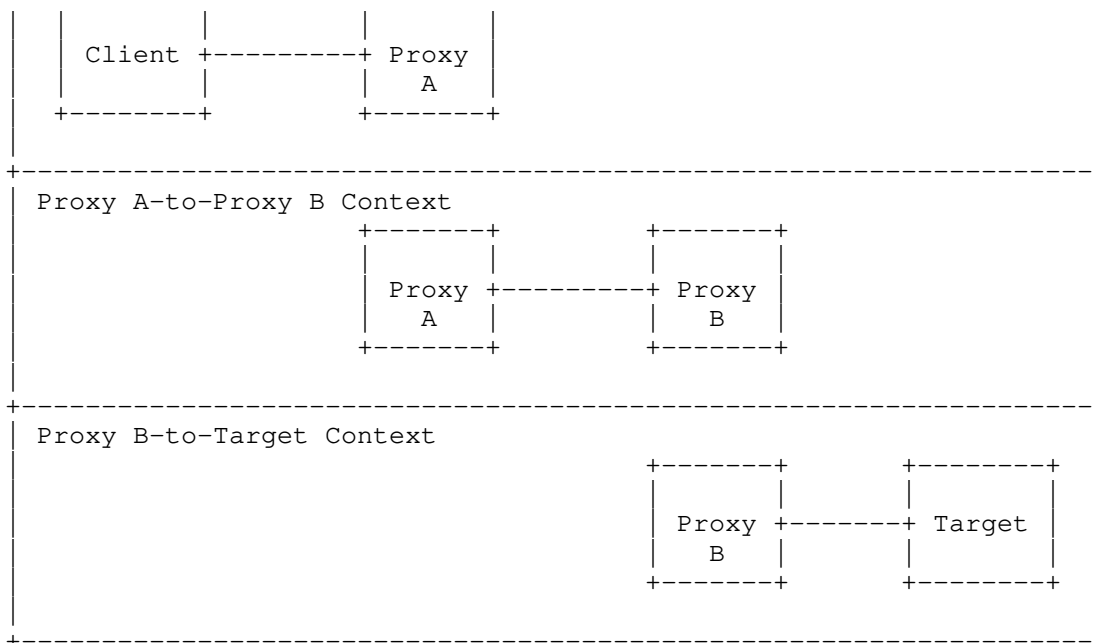 Client Proxy
A
Proxy A-to-Proxy B Context
Proxy Proxy
A B
Proxy B-to-Target Context
Proxy Target
B